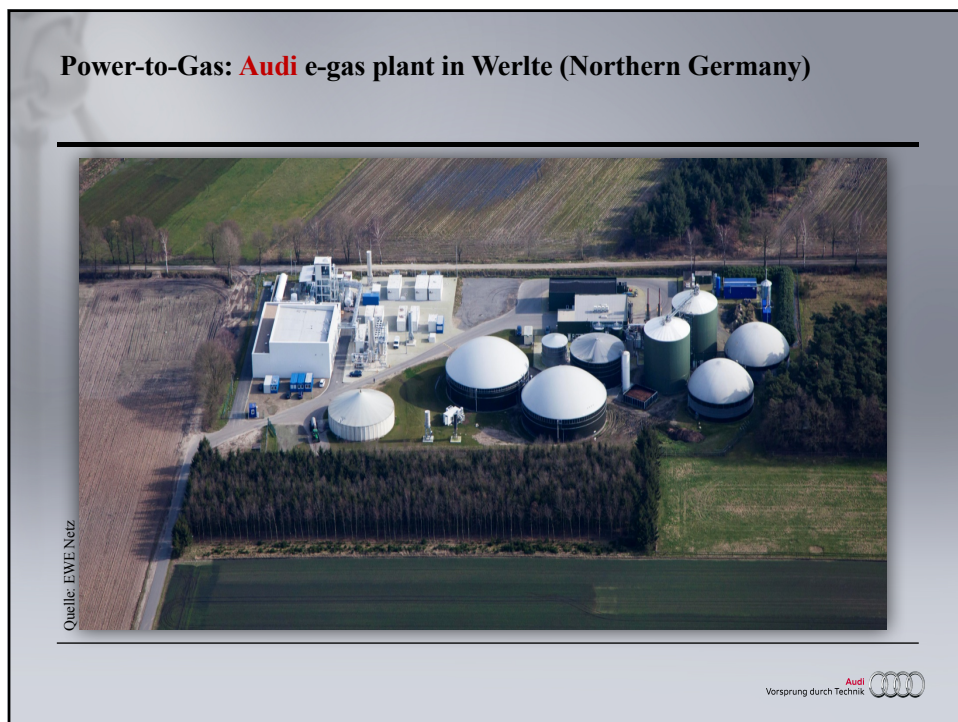 Power-to-Gas: Audi e-gas plant in Werlte (Northern Germany)
Quelle: EWE Netz
Audi
Vorsprung durch Technik